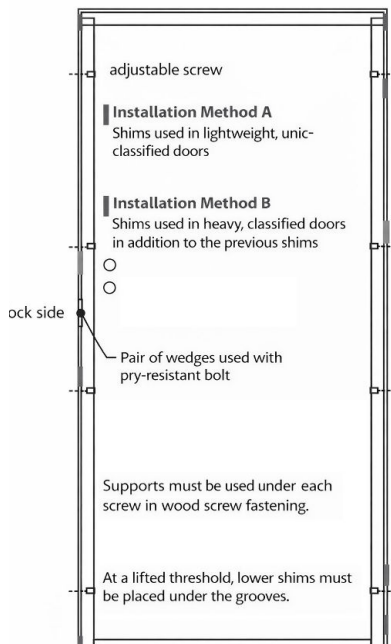 adjustable screw
Installation Method A
Shims used in lightweight, unic-
classified doors
Installation Method B
Shims used in heavy, classified doors
in addition to the previous shims
ock side
Pair of wedges used with
pry-resistant bolt
Supports must be used under each
screw in wood screw fastening.
At a lifted threshold, lower shims must
be placed under the grooves.